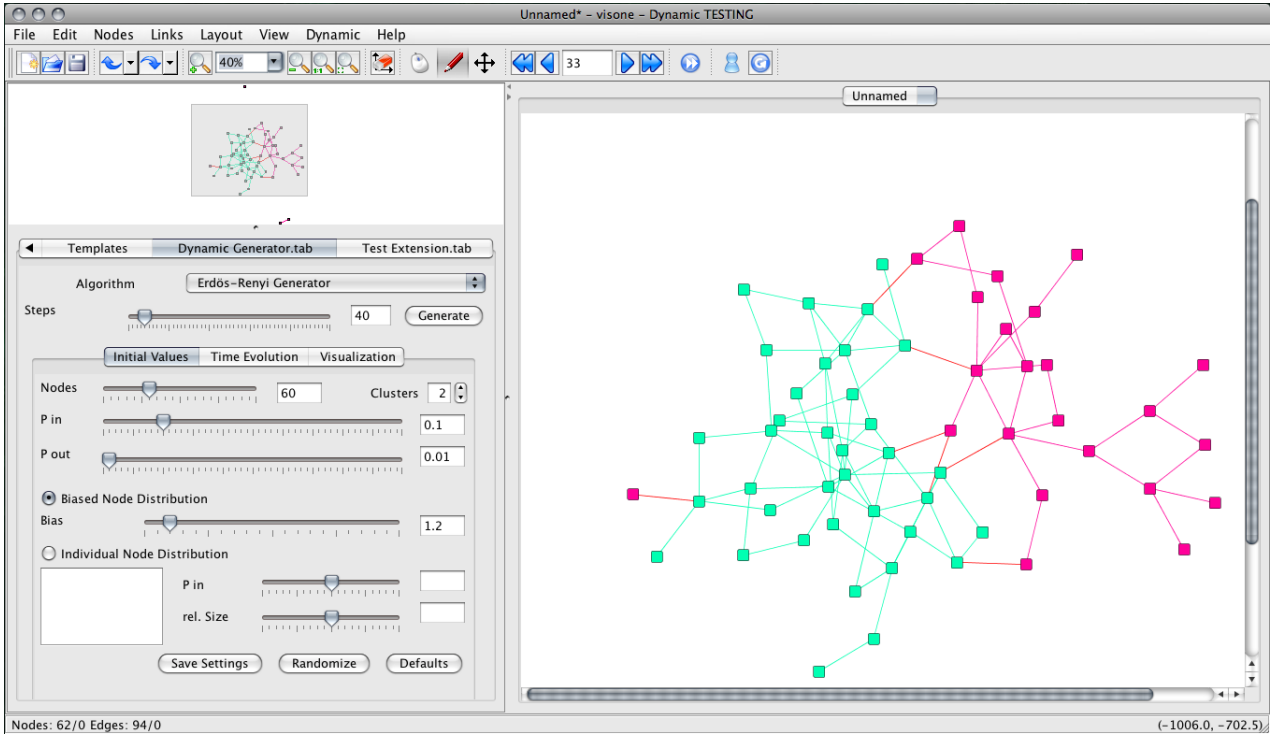 Unnamed* - visone - Dynamic TESTING
File Edit Nodes Links Layout View Dynamic Help
40% 1:1 33
Unnamed
Templates Dynamic Generator.tab Test Extension.tab
Algorithm Erdös-Renyi Generator
Steps 40 Generate
Initial Values Time Evolution Visualization
Nodes 60 Clusters 2
P in 0.1
P out 0.01
Biased Node Distribution
Bias 1.2
Individual Node Distribution
P in
rel. Size
Save Settings Randomize Defaults
Nodes: 62/0 Edges: 94/0 (-1006.0, -702.5)